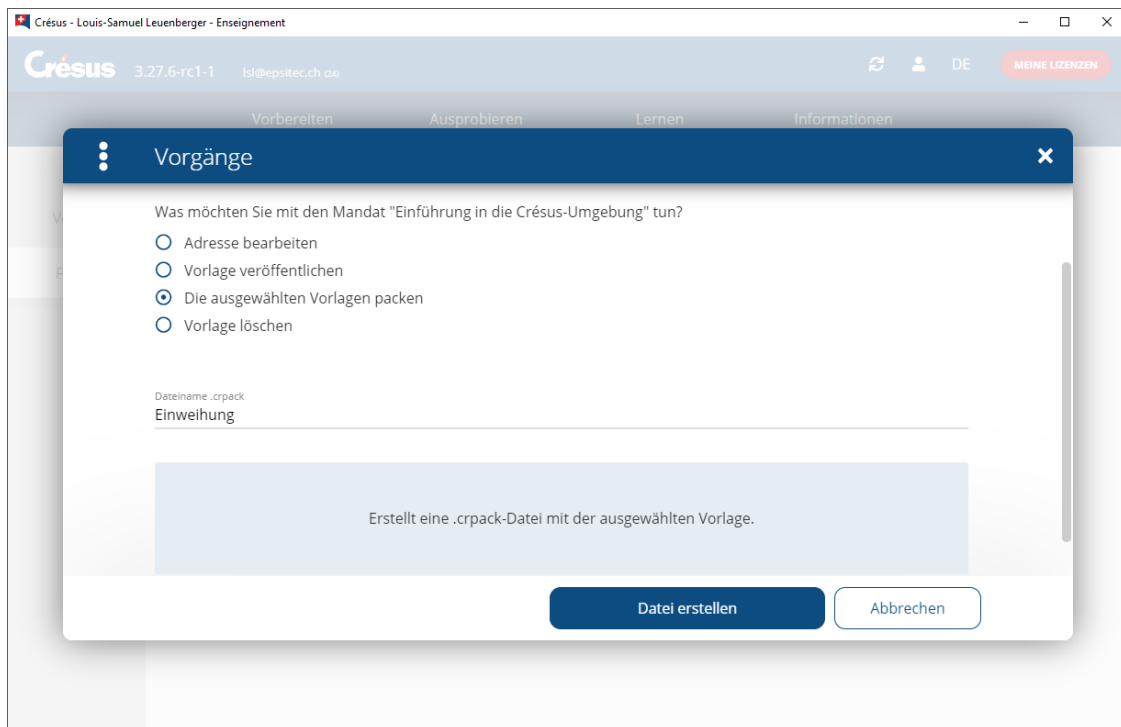 Crésus - Louis-Samuel Leuenberger - Enseignement
Crésus 3.27.6-rc1-1 lsl@epsitec.ch DE MEINE LIZENZEN
Vorbereiten Ausprobieren Lernen Informationen
Vorgänge
Was möchten Sie mit den Mandat "Einführung in die Crésus-Umgebung" tun?
Adresse bearbeiten
Vorlage veröffentlichen
Die ausgewählten Vorlagen packen
Vorlage löschen
Dateiname .crpack
Einweihung
Erstellt eine .crpack-Datei mit der ausgewählten Vorlage.
Datei erstellen Abbrechen